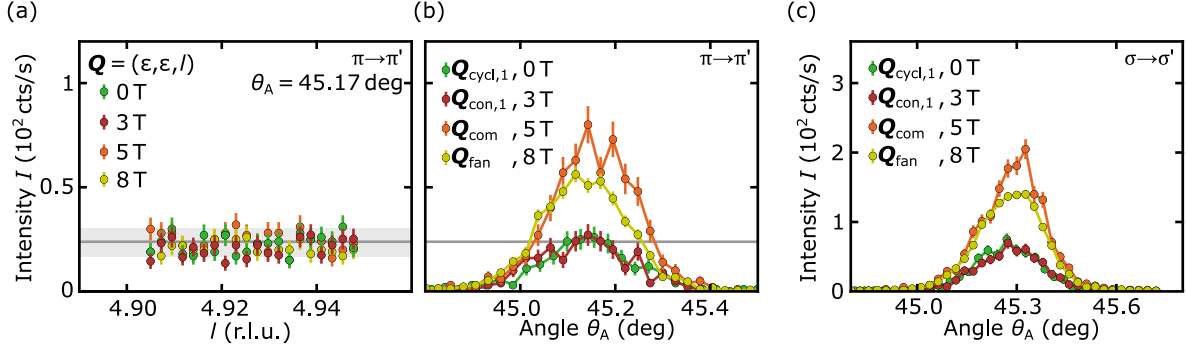 (a)
Intensity I (10² cts/s)
1
0.5
0
Q = (ε,ε,l)
π→π'
θA = 45.17 deg
0 T
3 T
5 T
8 T
4.90 4.92 4.94
l (r.l.u.)
(b)
π→π'
Qcycl,1 , 0 T
Qcon,1 , 3 T
Qcom , 5 T
Qfan , 8 T
45.0 45.2 45.4
Angle θA (deg)
(c)
Intensity I (10² cts/s)
3
2
1
0
σ→σ'
Qcycl,1 , 0 T
Qcon,1 , 3 T
Qcom , 5 T
Qfan , 8 T
45.0 45.3 45.6
Angle θA (deg)